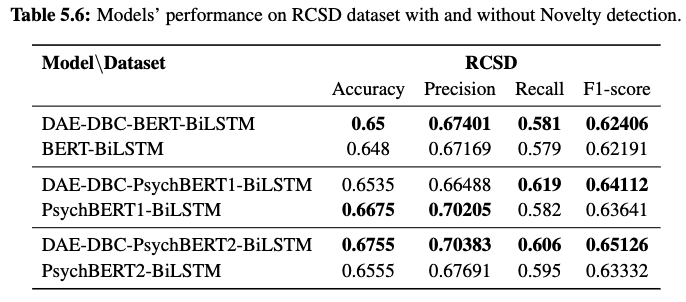 Table 5.6: Models' performance on RCSD dataset with and without Novelty detection.
Model\Dataset RCSD
Accuracy Precision Recall F1-score
DAE-DBC-BERT-BiLSTM 0.65 0.67401 0.581 0.62406
BERT-BiLSTM 0.648 0.67169 0.579 0.62191
DAE-DBC-PsychBERT1-BiLSTM 0.6535 0.66488 0.619 0.64112
PsychBERT1-BiLSTM 0.6675 0.70205 0.582 0.63641
DAE-DBC-PsychBERT2-BiLSTM 0.6755 0.70383 0.606 0.65126
PsychBERT2-BiLSTM 0.6555 0.67691 0.595 0.63332